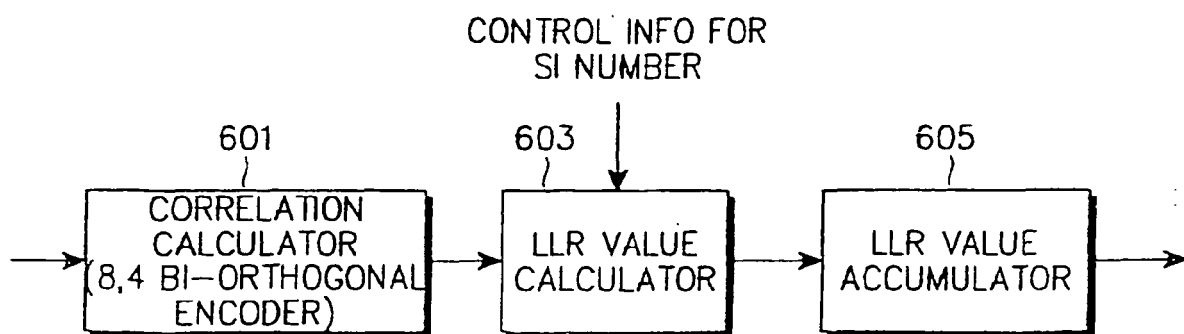 CONTROL INFO FOR
SI NUMBER
601
603
605
CORRELATION
CALCULATOR
(8,4 BI-ORTHOGONAL
ENCODER)
LLR VALUE
CALCULATOR
LLR VALUE
ACCUMULATOR